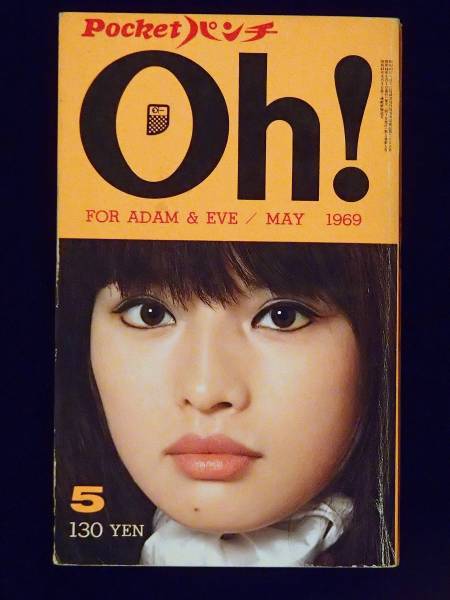 Pocketパンチ
Oh!
FOR ADAM & EVE / MAY 1969
5
130 YEN